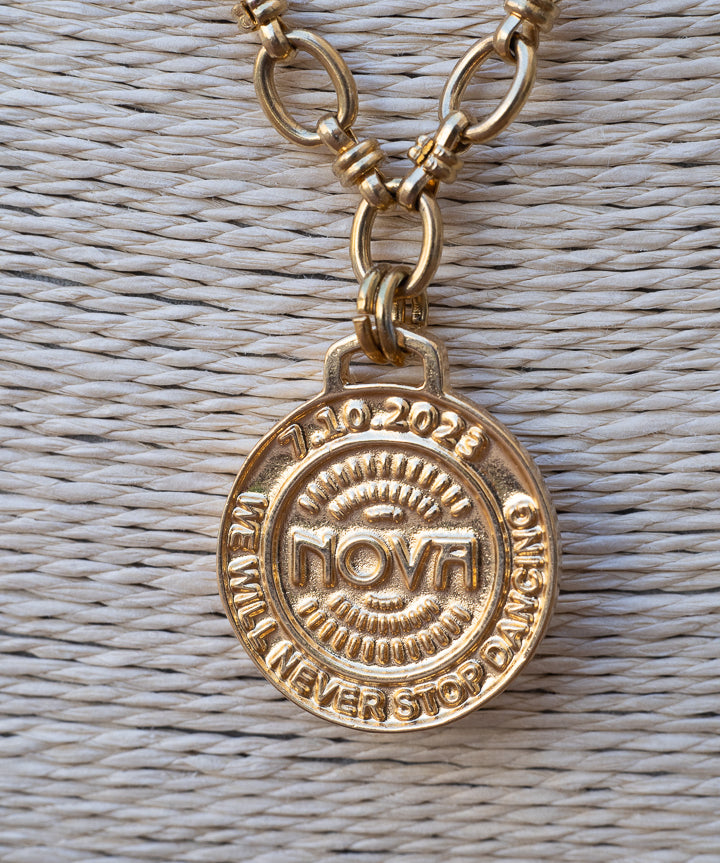 7.10.2023
NOVA
WE WILL NEVER STOP DANCING